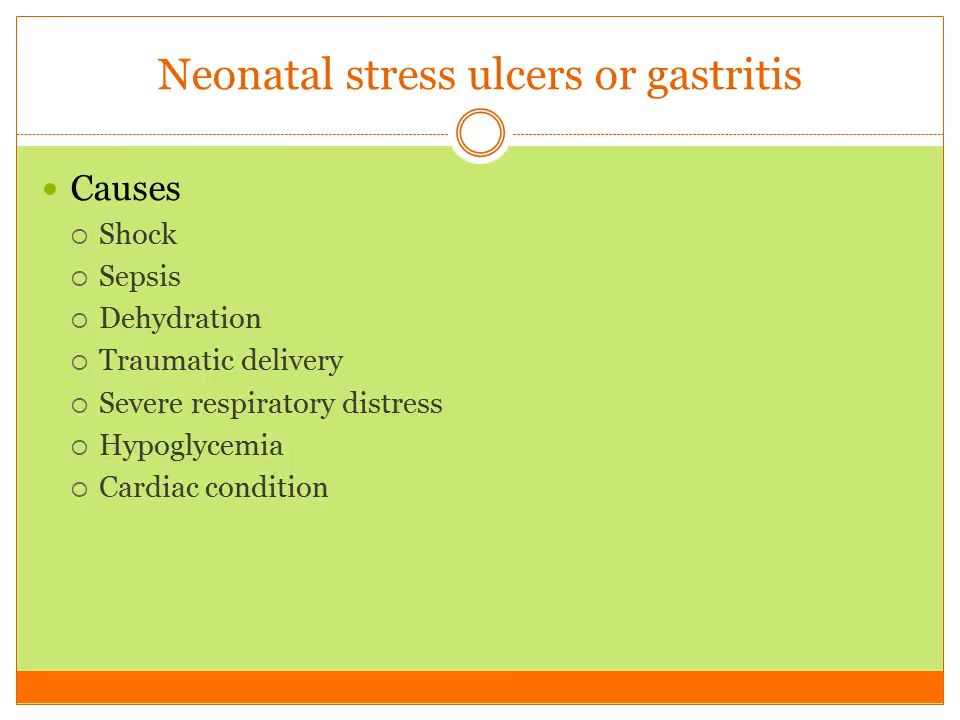 Neonatal stress ulcers or gastritis
Causes
Shock
Sepsis
Dehydration
Traumatic delivery
Severe respiratory distress
Hypoglycemia
Cardiac condition